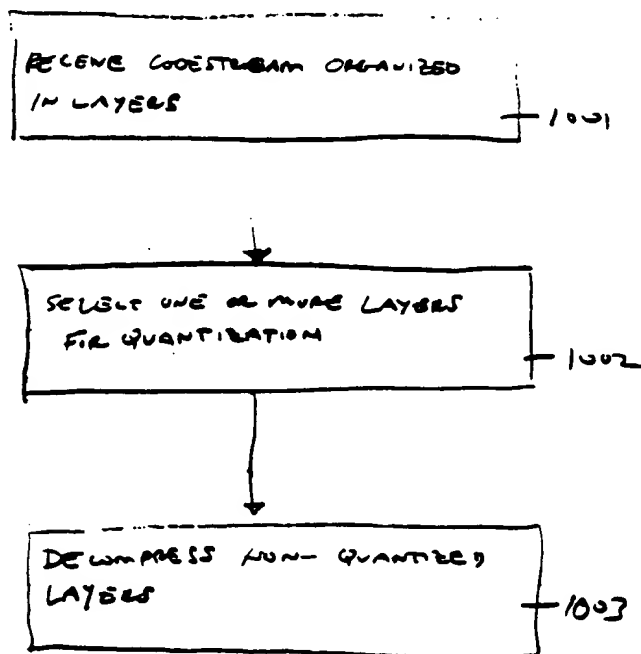 RECEIVE CODESTREAM ORGANIZED
IN LAYERS
1001
SELECT ONE OR MORE LAYERS
FOR QUANTIZATION
1002
DECOMPRESS NON-QUANTIZED
LAYERS
1003